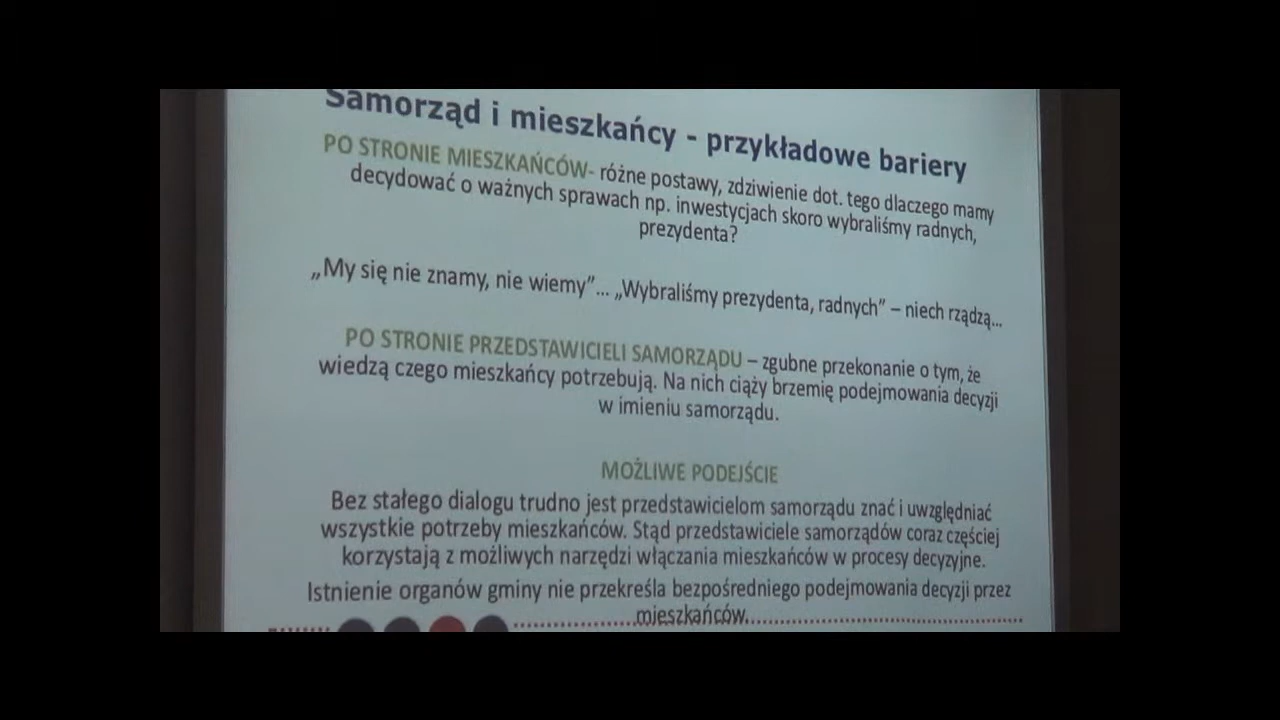 Samorząd i mieszkańcy - przykładowe bariery
PO STRONIE MIESZKAŃCÓW- różne postawy, zdziwienie dot. tego dlaczego mamy
decydować o ważnych sprawach np. inwestycjach skoro wybraliśmy radnych,
prezydenta?
„My się nie znamy, nie wiemy”... „Wybraliśmy prezydenta, radnych” – niech rządzą...
PO STRONIE PRZEDSTAWICIELI SAMORZĄDU – zgubne przekonanie o tym, że
wiedzą czego mieszkańcy potrzebują. Na nich ciąży brzemię podejmowania decyzji
w imieniu samorządu.
MOŻLIWE PODEJŚCIE
Bez stałego dialogu trudno jest przedstawicielom samorządu znać i uwzględniać
wszystkie potrzeby mieszkańców. Stąd przedstawiciele samorządów coraz częściej
korzystają z możliwych narzędzi włączania mieszkańców w procesy decyzyjne.
Istnienie organów gminy nie przekreśla bezpośredniego podejmowania decyzji przez
mieszkańców.